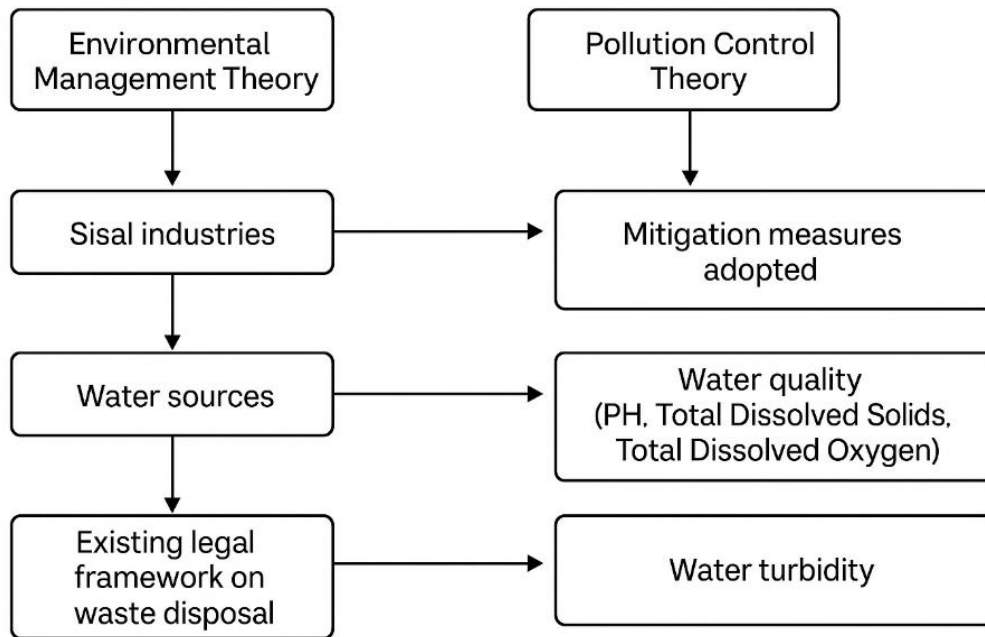 Environmental
Management Theory
Pollution Control
Theory
Sisal industries
Mitigation measures
adopted
Water sources
Water quality
(PH, Total Dissolved Solids,
Total Dissolved Oxygen)
Existing legal
framework on
waste disposal
Water turbidity